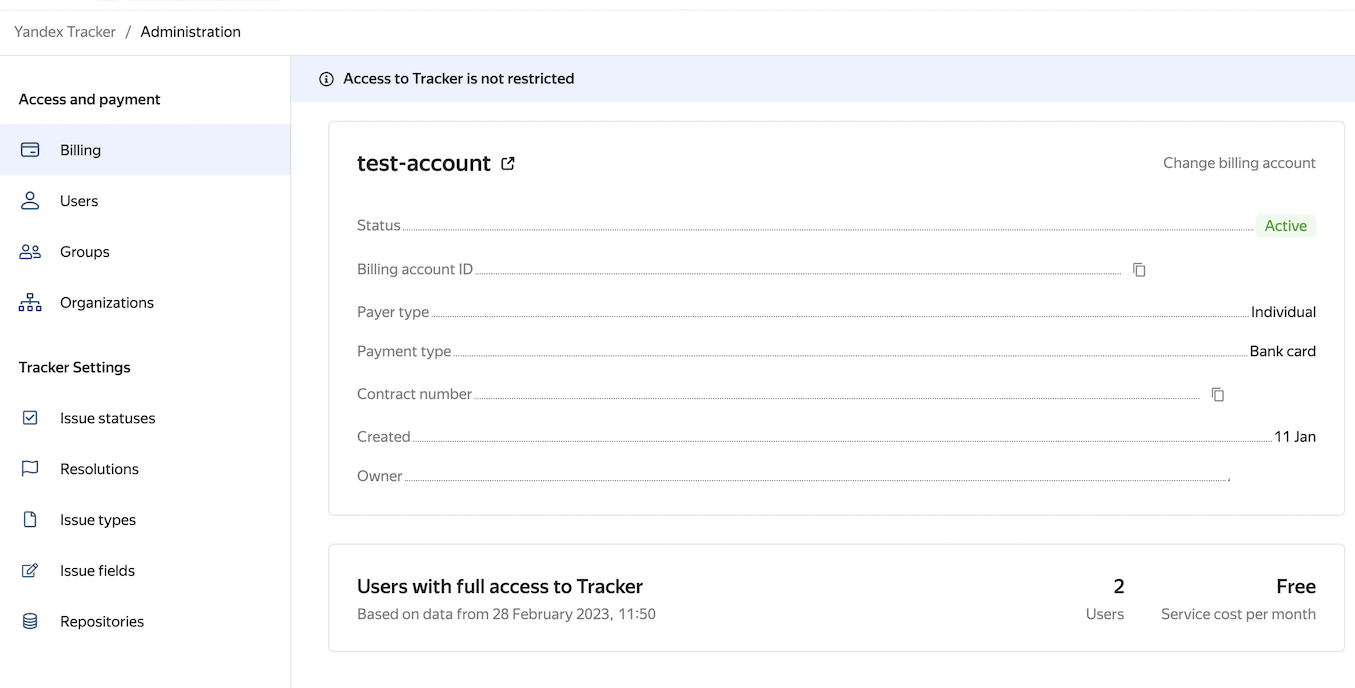 Yandex Tracker / Administration
Access to Tracker is not restricted
Access and payment
Billing
Users
Groups
Organizations
Tracker Settings
Issue statuses
Resolutions
Issue types
Issue fields
Repositories
test-account
Change billing account
Status Active
Billing account ID
Payer type Individual
Payment type Bank card
Contract number
Created 11 Jan
Owner
Users with full access to Tracker 2 Free
Based on data from 28 February 2023, 11:50 Users Service cost per month